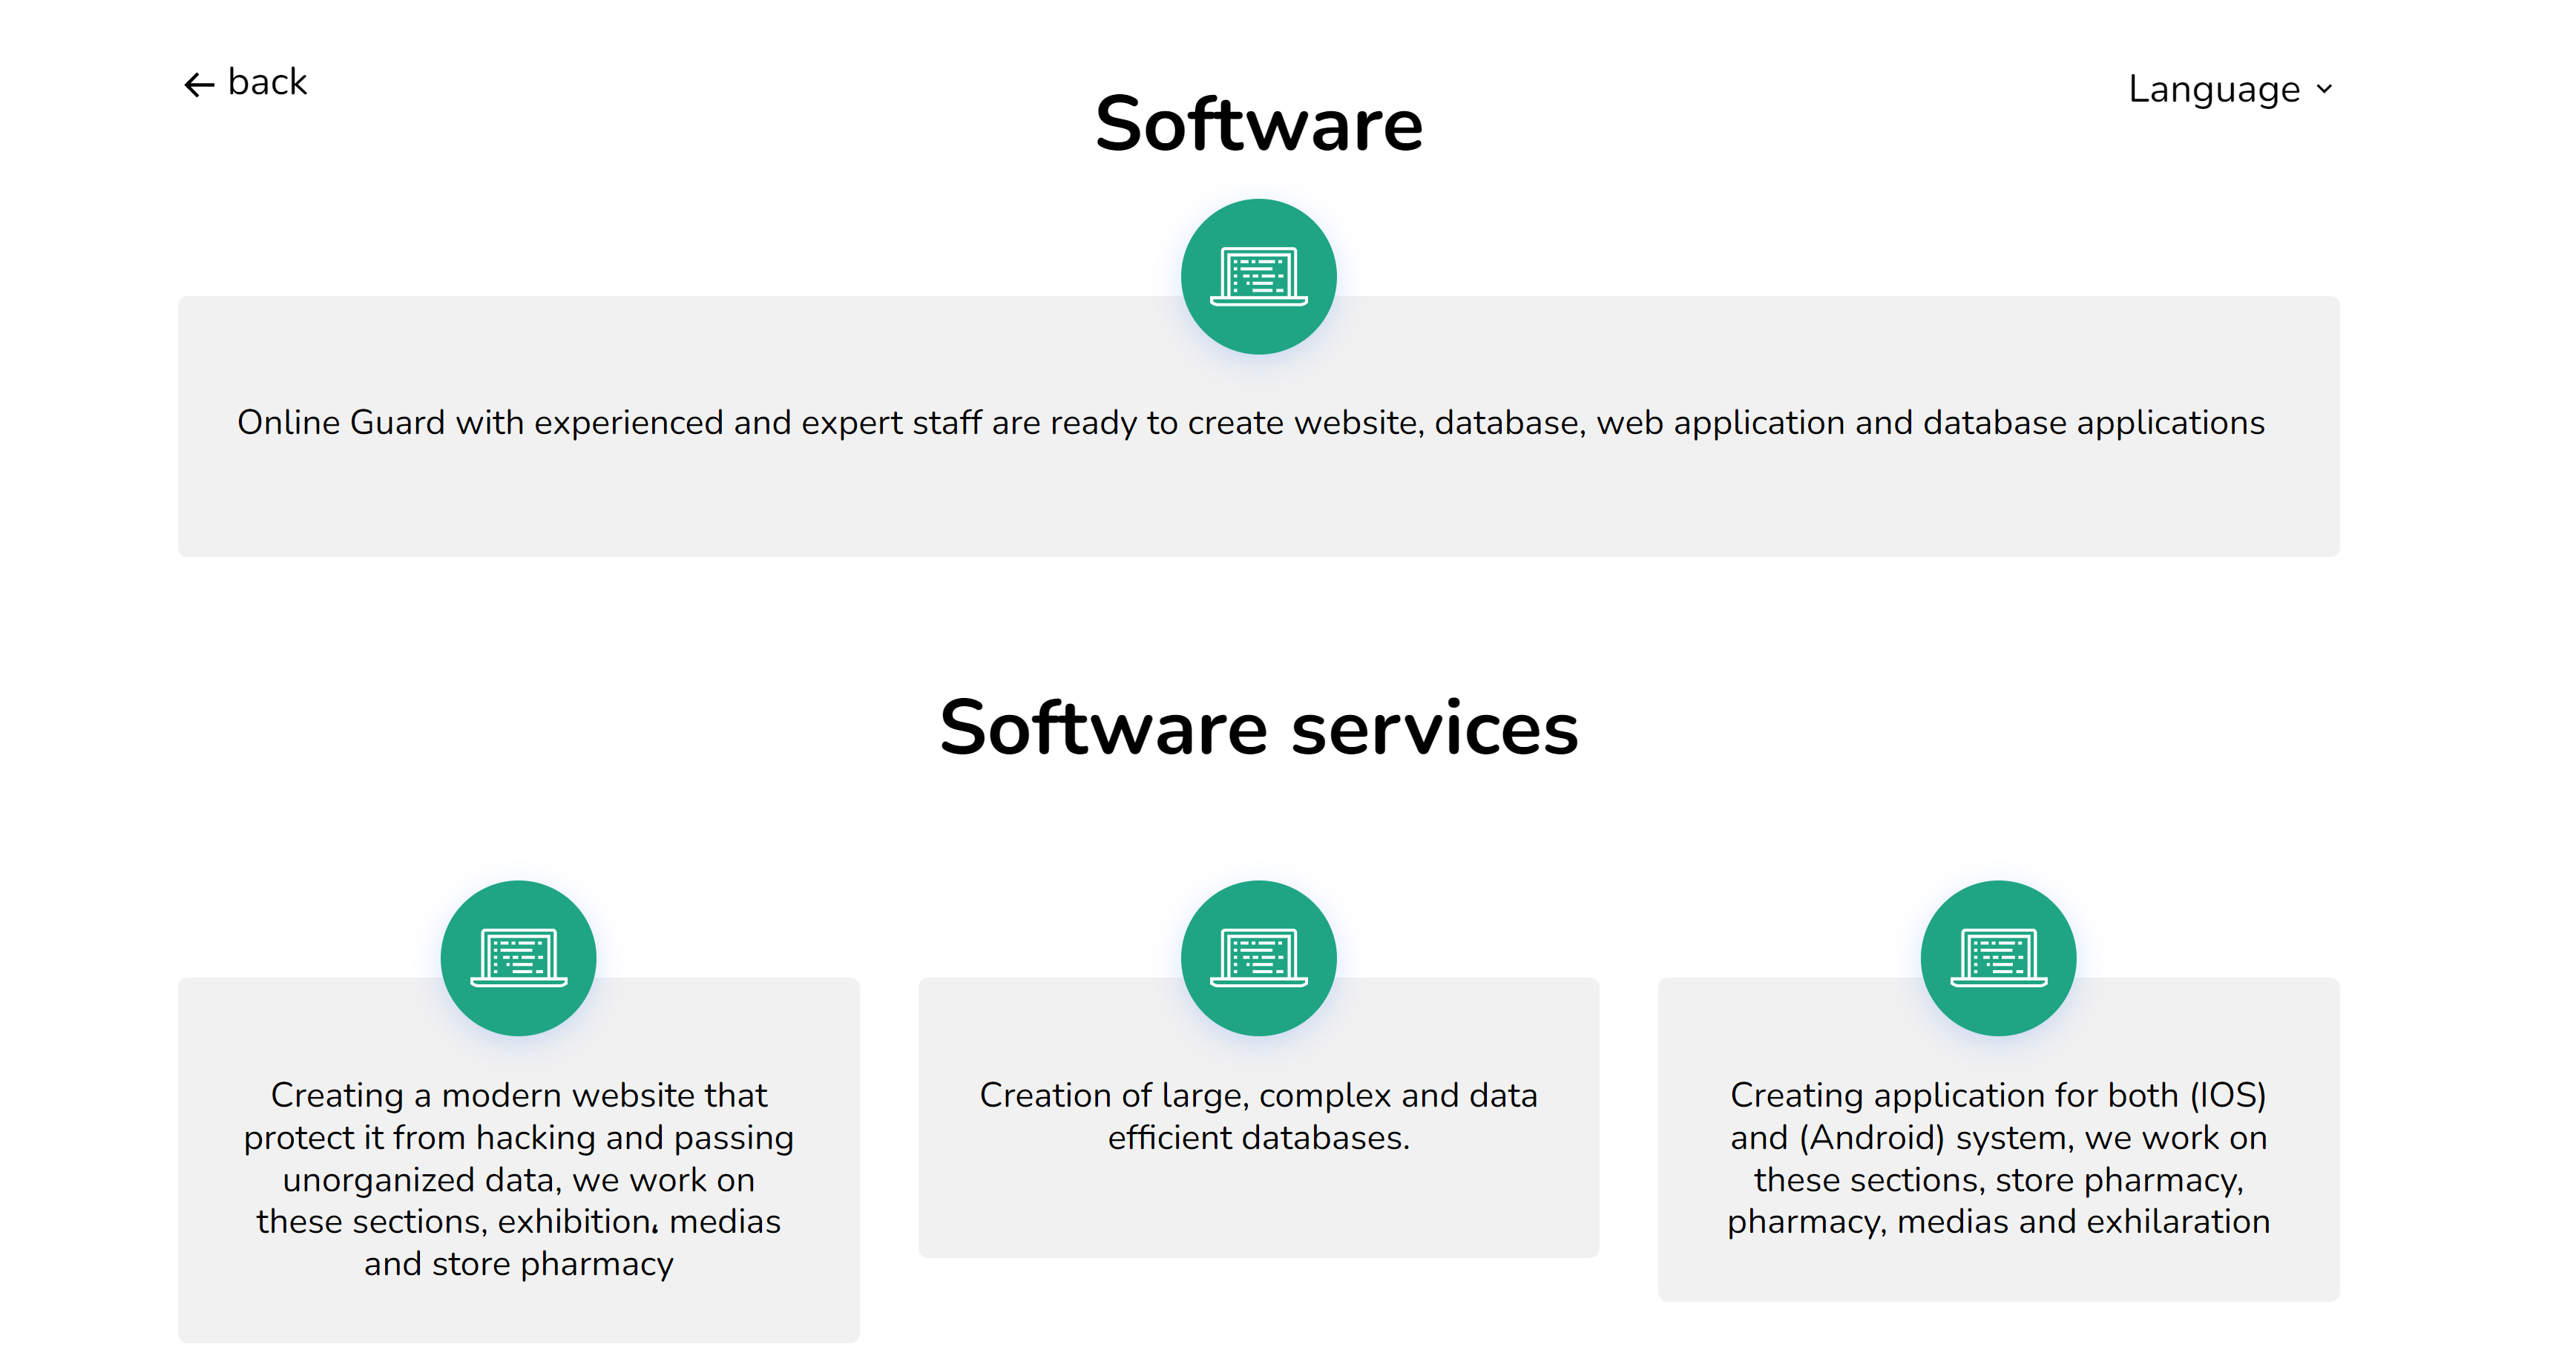 back
Language
Software
Online Guard with experienced and expert staff are ready to create website, database, web application and database applications
Software services
Creating a modern website that
protect it from hacking and passing
unorganized data, we work on
these sections, exhibition، medias
and store pharmacy
Creation of large, complex and data
efficient databases.
Creating application for both (IOS)
and (Android) system, we work on
these sections, store pharmacy,
pharmacy, medias and exhilaration